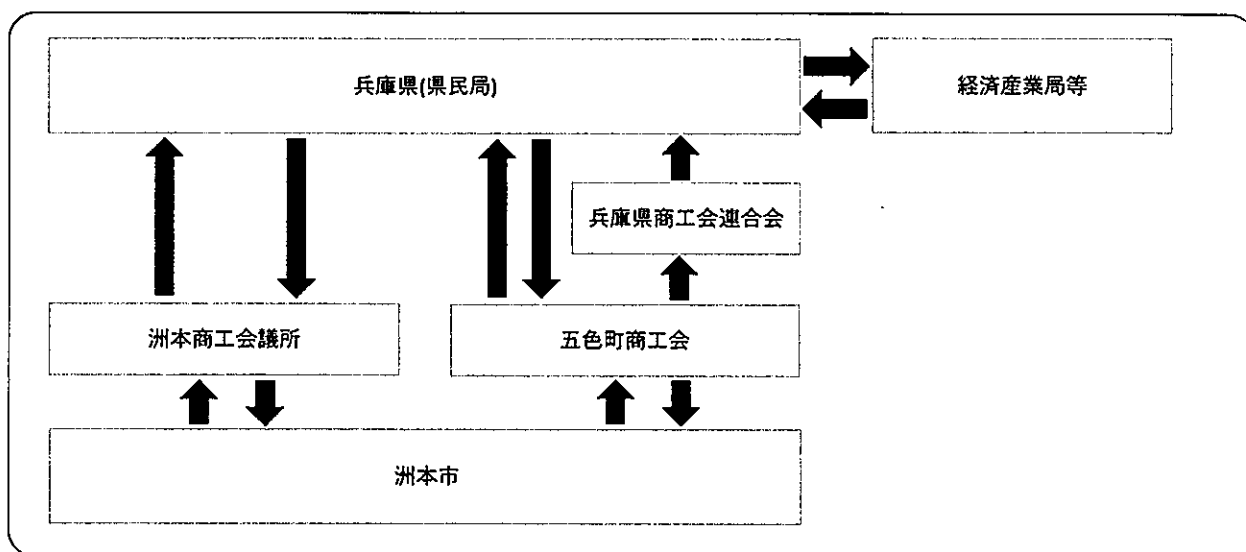 兵庫県(県民局)
経済産業局等
兵庫県商工会連合会
洲本商工会議所
五色町商工会
洲本市